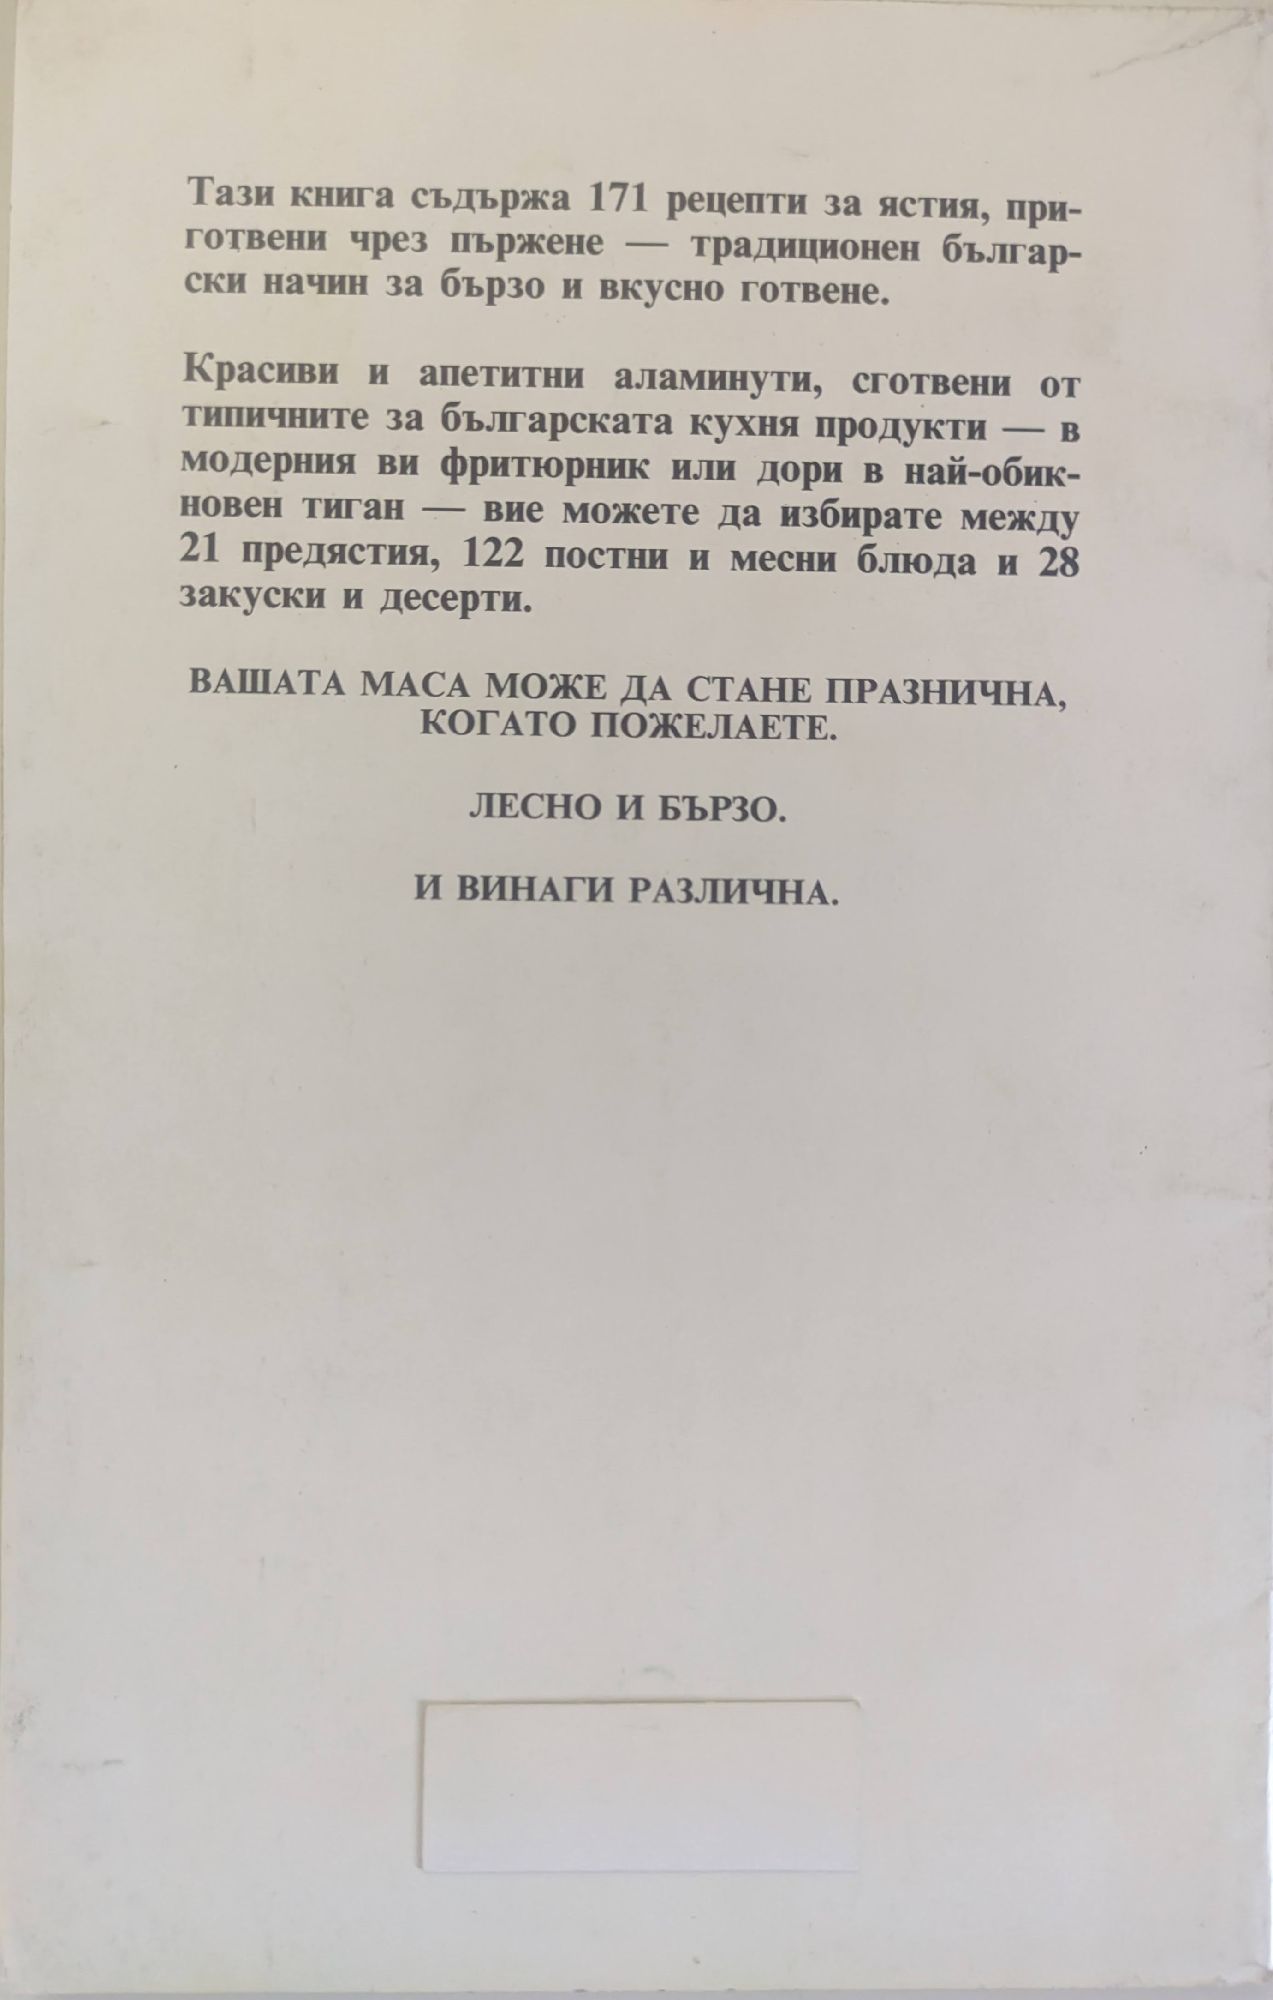 Тази книга съдържа 171 рецепти за ястия, при-
готвени чрез пържене — традиционен българ-
ски начин за бързо и вкусно готвене.
Красиви и апетитни аламинути, сготвени от
типичните за българската кухня продукти — в
модерния ви фритюрник или дори в най-обик-
новен тиган — вие можете да избирате между
21 предястия, 122 постни и месни блюда и 28
закуски и десерти.
ВАШАТА МАСА МОЖЕ ДА СТАНЕ ПРАЗНИЧНА,
КОГАТО ПОЖЕЛАЕТЕ.
ЛЕСНО И БЪРЗО.
И ВИНАГИ РАЗЛИЧНА.